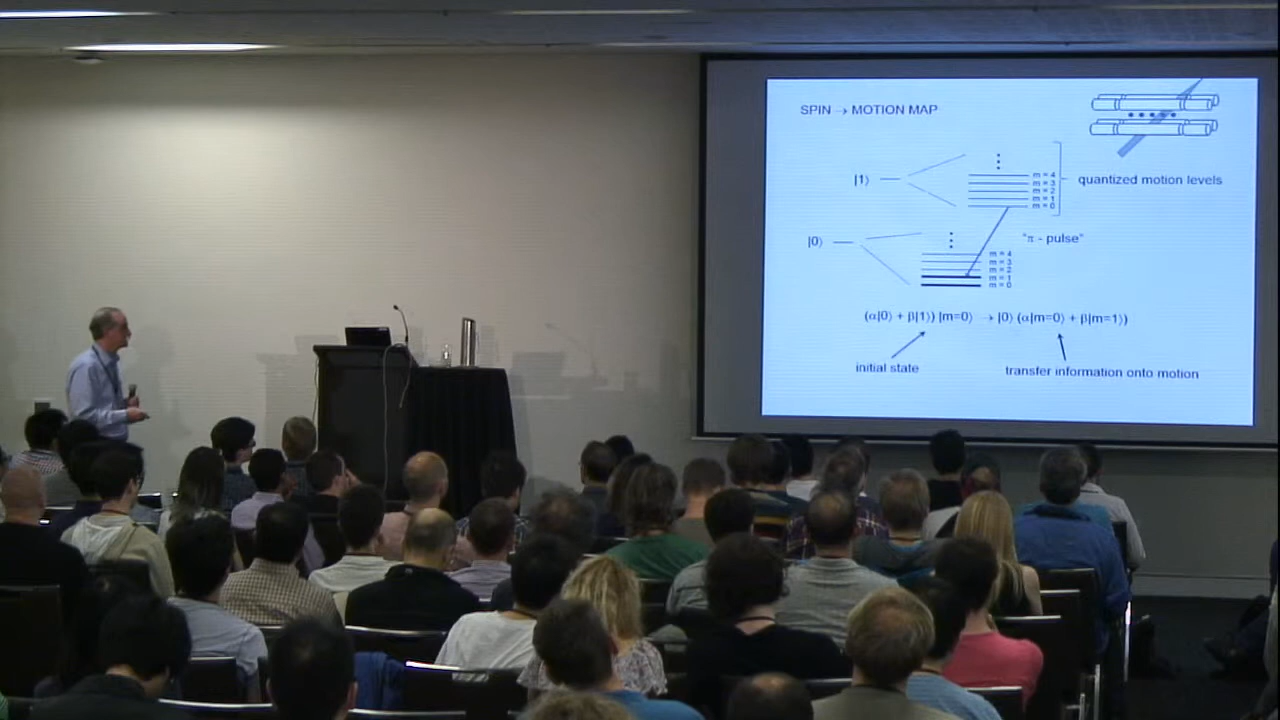 SPIN → MOTION MAP
|1⟩
m = 4
m = 3
m = 2
m = 1
m = 0
quantized motion levels
|0⟩
"π - pulse"
m = 4
m = 3
m = 2
m = 1
m = 0
(α|0⟩ + β|1⟩) |m=0⟩ → |0⟩ (α|m=0⟩ + β|m=1⟩)
initial state
transfer information onto motion